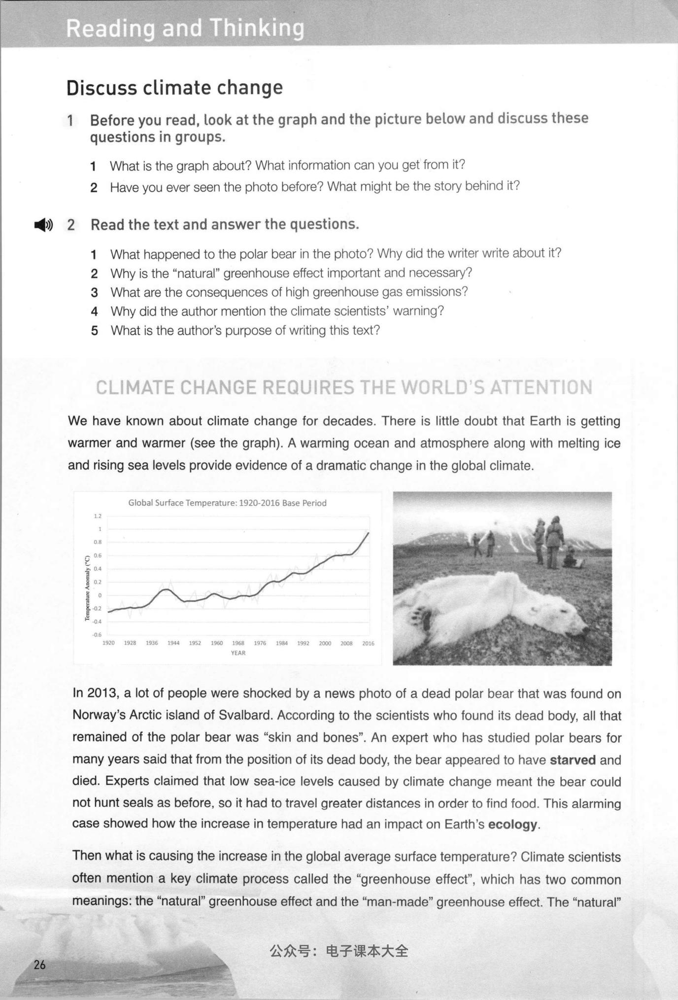 Reading and Thinking
Discuss climate change
1 Before you read, look at the graph and the picture below and discuss these
questions in groups.
1 What is the graph about? What information can you get from it?
2 Have you ever seen the photo before? What might be the story behind it?
2 Read the text and answer the questions.
1 What happened to the polar bear in the photo? Why did the writer write about it?
2 Why is the “natural” greenhouse effect important and necessary?
3 What are the consequences of high greenhouse gas emissions?
4 Why did the author mention the climate scientists’ warning?
5 What is the author’s purpose of writing this text?
CLIMATE CHANGE REQUIRES THE WORLD’S ATTENTION
We have known about climate change for decades. There is little doubt that Earth is getting
warmer and warmer (see the graph). A warming ocean and atmosphere along with melting ice
and rising sea levels provide evidence of a dramatic change in the global climate.
Global Surface Temperature: 1920-2016 Base Period
Temperature Anomaly (°C)
1.2
1
0.8
0.6
0.4
0.2
0
-0.2
-0.4
-0.6
1920 1928 1936 1944 1952 1960 1968 1976 1984 1992 2000 2008 2016
YEAR
In 2013, a lot of people were shocked by a news photo of a dead polar bear that was found on
Norway’s Arctic island of Svalbard. According to the scientists who found its dead body, all that
remained of the polar bear was “skin and bones”. An expert who has studied polar bears for
many years said that from the position of its dead body, the bear appeared to have starved and
died. Experts claimed that low sea-ice levels caused by climate change meant the bear could
not hunt seals as before, so it had to travel greater distances in order to find food. This alarming
case showed how the increase in temperature had an impact on Earth’s ecology.
Then what is causing the increase in the global average surface temperature? Climate scientists
often mention a key climate process called the “greenhouse effect”, which has two common
meanings: the “natural” greenhouse effect and the “man-made” greenhouse effect. The “natural”
公众号：电子课本大全
26